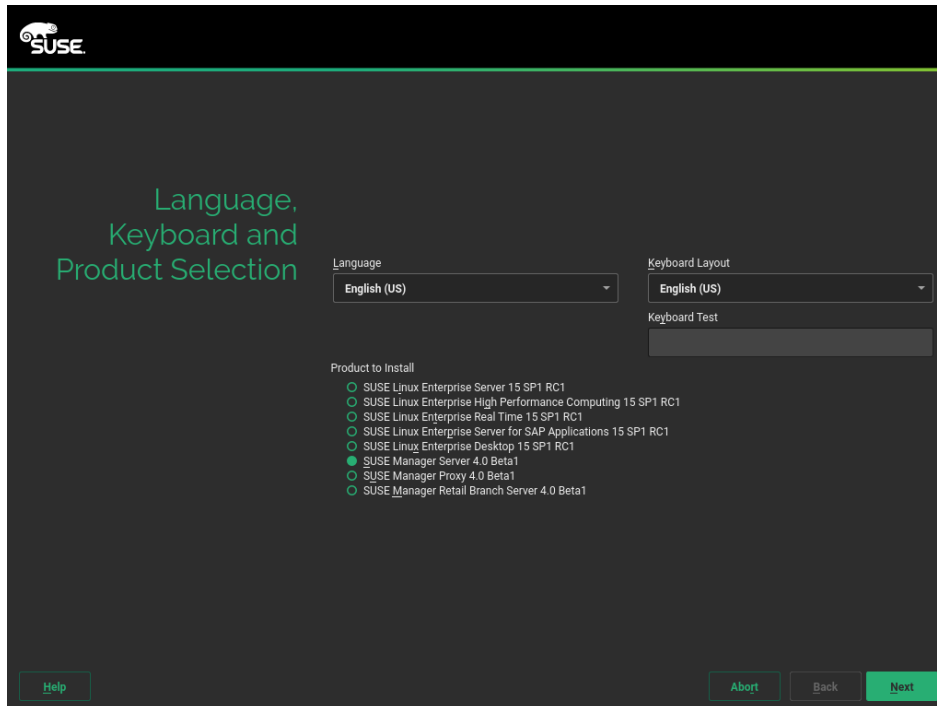 SUSE.
Language,
Keyboard and
Product Selection
Language
Keyboard Layout
English (US)
English (US)
Keyboard Test
Product to Install
SUSE Linux Enterprise Server 15 SP1 RC1
SUSE Linux Enterprise High Performance Computing 15 SP1 RC1
SUSE Linux Enterprise Real Time 15 SP1 RC1
SUSE Linux Enterprise Server for SAP Applications 15 SP1 RC1
SUSE Linux Enterprise Desktop 15 SP1 RC1
SUSE Manager Server 4.0 Beta1
SUSE Manager Proxy 4.0 Beta1
SUSE Manager Retail Branch Server 4.0 Beta1
Help
Abort
Back
Next